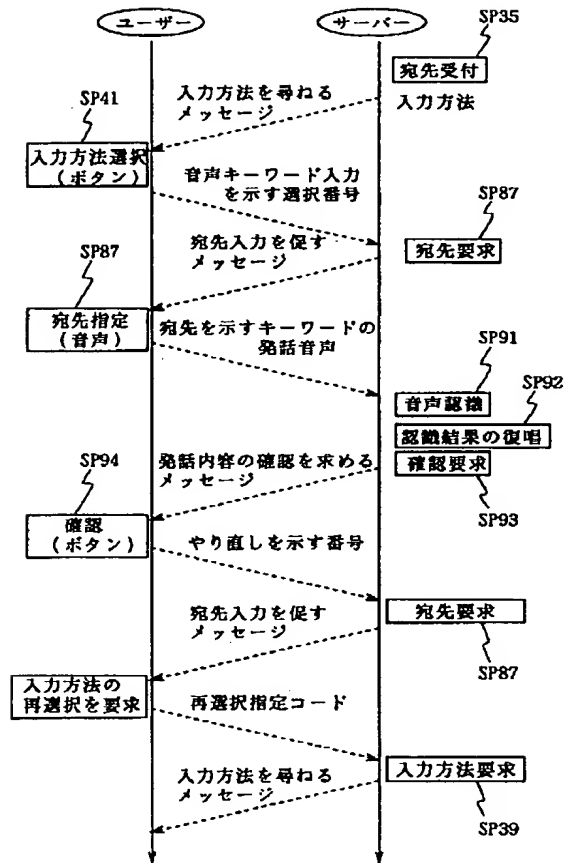 ユーザー
サーバー
SP35
宛先受付
入力方法を尋ねる
メッセージ
入力方法
SP41
入力方法選択
(ボタン)
音声キーワード入力
を示す選択番号
SP87
宛先要求
宛先入力を促す
メッセージ
SP87
宛先指定
(音声)
宛先を示すキーワードの
発話音声
SP91
音声認識
SP92
認識結果の復唱
発話内容の確認を求める
メッセージ
確認要求
SP93
SP94
確認
(ボタン)
やり直しを示す番号
宛先要求
SP87
宛先入力を促す
メッセージ
入力方法の
再選択を要求
再選択指定コード
入力方法要求
SP39
入力方法を尋ねる
メッセージ